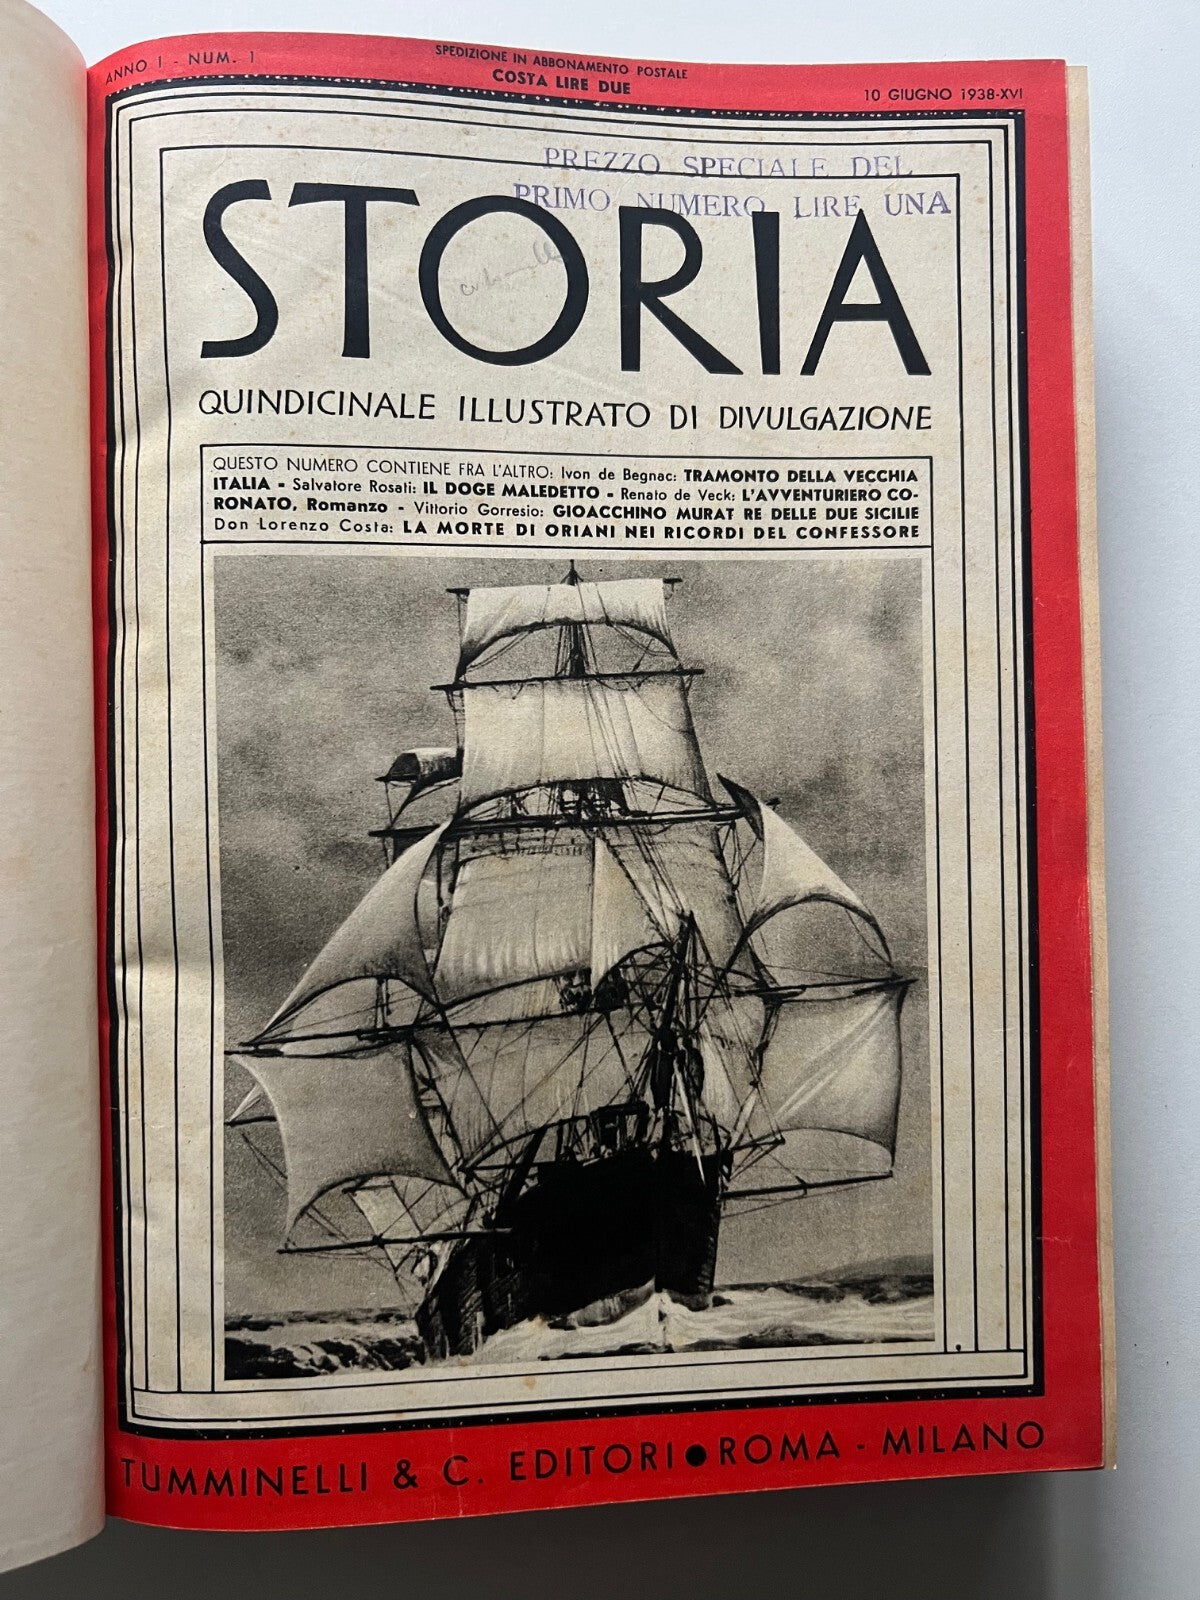 ANNO I - NUM. 1
SPEDIZIONE IN ABBONAMENTO POSTALE
COSTA LIRE DUE
10 GIUGNO 1938-XVI
PREZZO SPECIALE DEL
PRIMO NUMERO LIRE UNA
STORIA
QUINDICINALE ILLUSTRATO DI DIVULGAZIONE
QUESTO NUMERO CONTIENE FRA L'ALTRO: Ivon de Begnac: TRAMONTO DELLA VECCHIA
ITALIA - Salvatore Rosati: IL DOGE MALEDETTO - Renato de Veck: L'AVVENTURIERO CO-
RONATO, Romanzo - Vittorio Gorresio: GIOACCHINO MURAT RE DELLE DUE SICILIE
Don Lorenzo Costa: LA MORTE DI ORIANI NEI RICORDI DEL CONFESSORE
TUMMINELLI & C. EDITORI ● ROMA - MILANO